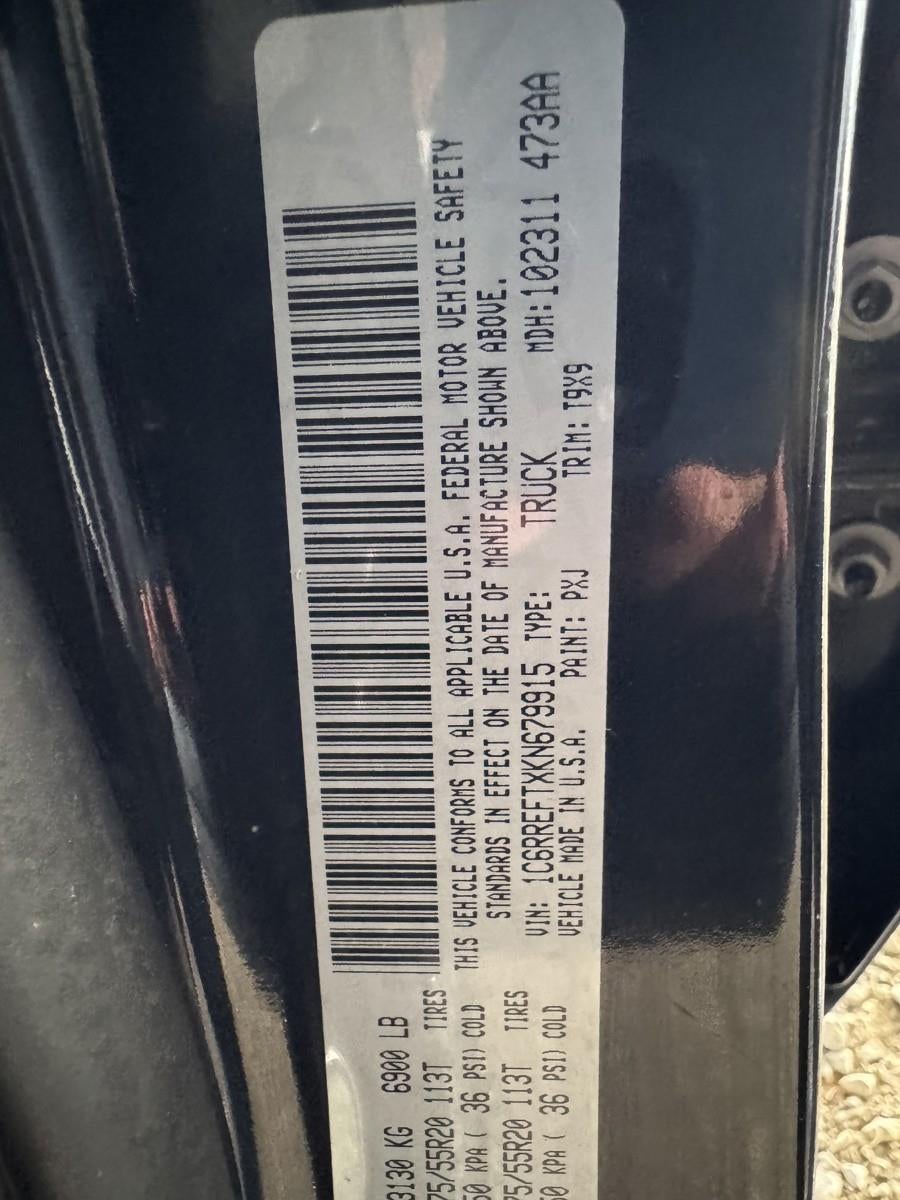 3130 KG 6900 LB
75/55R20 113T TIRES
50 KPA ( 36 PSI) COLD
75/55R20 113T TIRES
50 KPA ( 36 PSI) COLD
THIS VEHICLE CONFORMS TO ALL APPLICABLE U.S.A. FEDERAL MOTOR VEHICLE SAFETY
STANDARDS IN EFFECT ON THE DATE OF MANUFACTURE SHOWN ABOVE.
VIN: 1C6RREFTXKN679915 TYPE: TRUCK MDH:102311 473AA
VEHICLE MADE IN U.S.A. PAINT: PXJ TRIM: T9X9